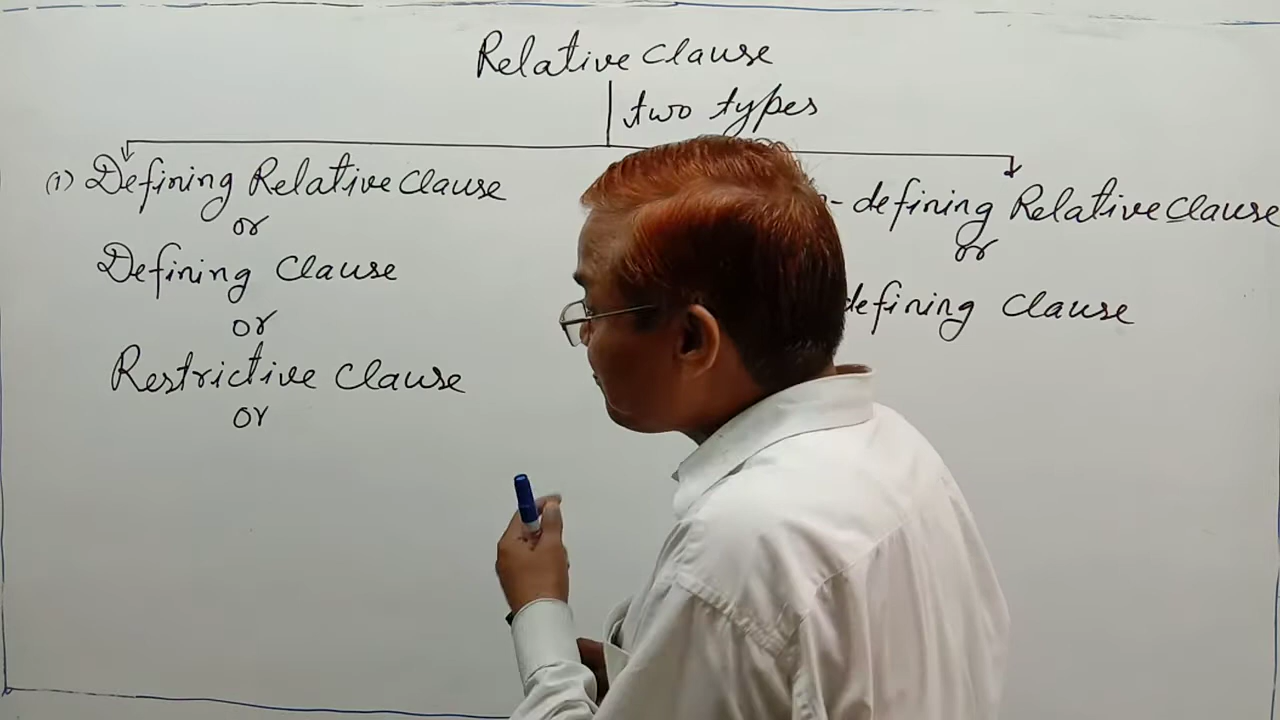 Relative Clause
two types
(1) Defining Relative Clause
or
Defining Clause
or
Restrictive Clause
or
- defining Relative Clause
or
defining Clause